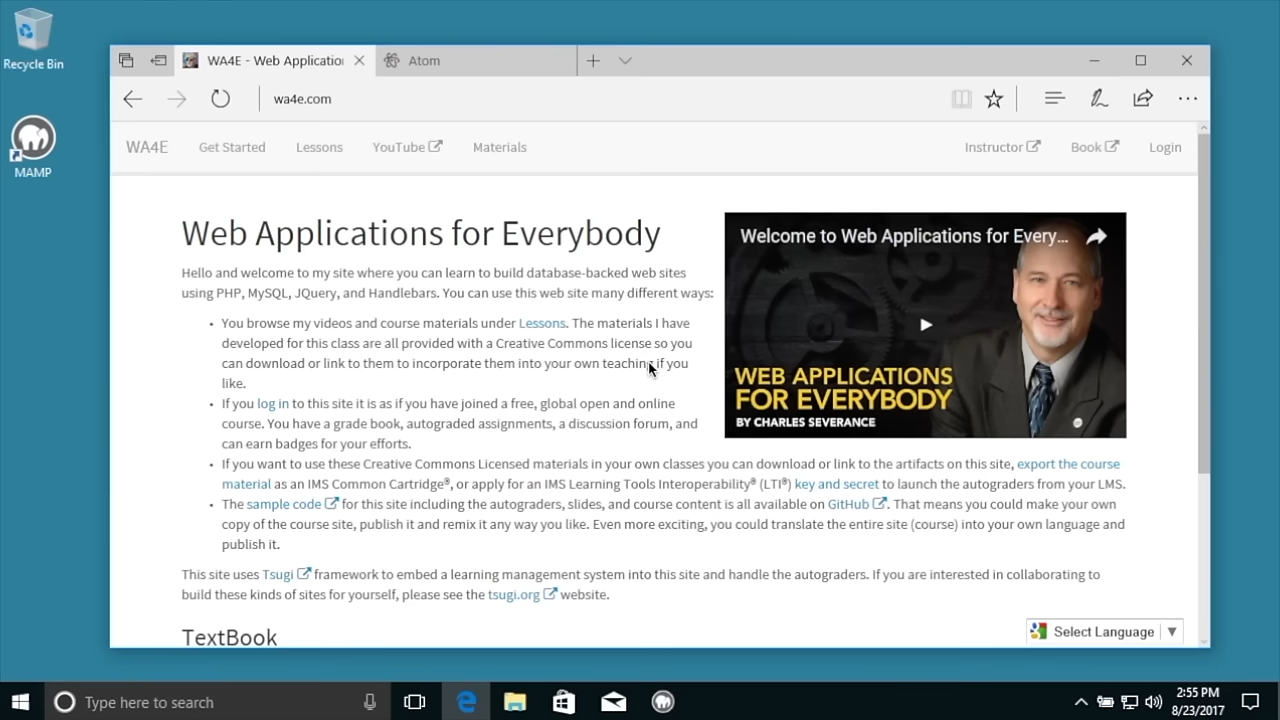 Recycle Bin
MAMP
WA4E - Web Application
Atom
wa4e.com
WA4E Get Started Lessons YouTube Materials Instructor Book Login
Web Applications for Everybody
Hello and welcome to my site where you can learn to build database-backed web sites
using PHP, MySQL, JQuery, and Handlebars. You can use this web site many different ways:
• You browse my videos and course materials under Lessons. The materials I have
developed for this class are all provided with a Creative Commons license so you
can download or link to them to incorporate them into your own teaching if you
like.
• If you log in to this site it is as if you have joined a free, global open and online
course. You have a grade book, autograded assignments, a discussion forum, and
can earn badges for your efforts.
Welcome to Web Applications for Every...
WEB APPLICATIONS
FOR EVERYBODY
BY CHARLES SEVERANCE
• If you want to use these Creative Commons Licensed materials in your own classes you can download or link to the artifacts on this site, export the course
material as an IMS Common Cartridge®, or apply for an IMS Learning Tools Interoperability® (LTI®) key and secret to launch the autograders from your LMS.
• The sample code for this site including the autograders, slides, and course content is all available on GitHub. That means you could make your own
copy of the course site, publish it and remix it any way you like. Even more exciting, you could translate the entire site (course) into your own language and
publish it.
This site uses Tsugi framework to embed a learning management system into this site and handle the autograders. If you are interested in collaborating to
build these kinds of sites for yourself, please see the tsugi.org website.
TextBook
Select Language ▼
Type here to search
2:55 PM
8/23/2017